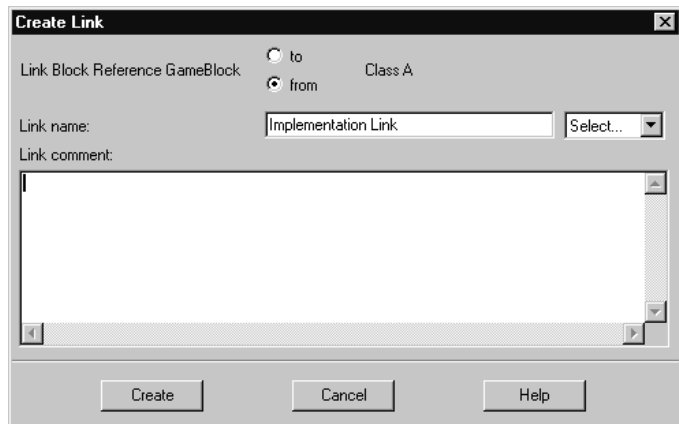 Create Link
Link Block Reference GameBlock
to
from
Class A
Link name:
Implementation Link
Select...
Link comment:
Create
Cancel
Help